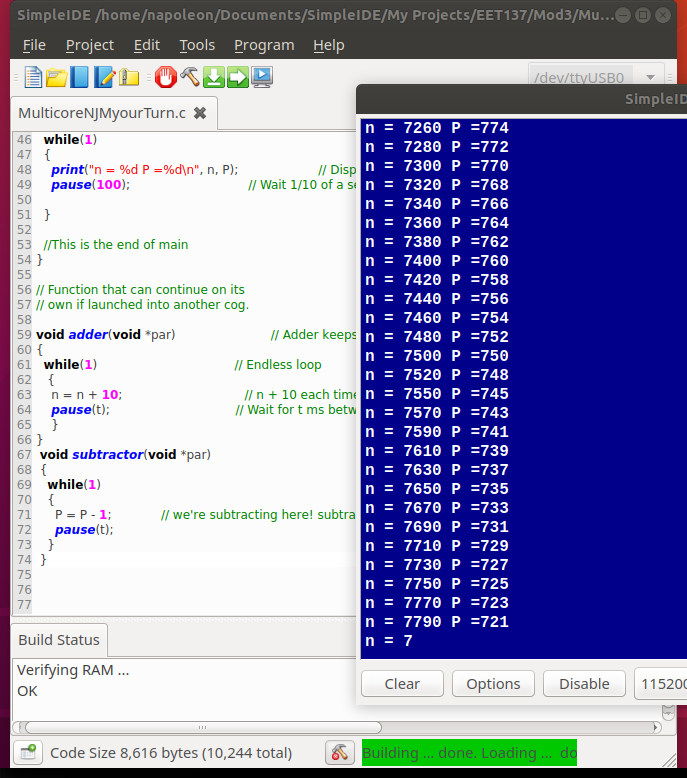 SimpleIDE /home/napoleon/Documents/SimpleIDE/My Projects/EET137/Mod3/Mu...
File Project Edit Tools Program Help
/dev/ttyUSB0
MulticoreNJMyourTurn.c
46 while(1)
47 {
48 print("n = %d P =%d\n", n, P); // Disp
49 pause(100); // Wait 1/10 of a se
50
51 }
52
53 //This is the end of main
54 }
55
56 // Function that can continue on its
57 // own if launched into another cog.
58
59 void adder(void *par) // Adder keeps
60 {
61 while(1) // Endless loop
62 {
63 n = n + 10; // n + 10 each time
64 pause(t); // Wait for t ms betw
65 }
66 }
67 void subtractor(void *par)
68 {
69 while(1)
70 {
71 P = P - 1; // we're subtracting here! subtra
72 pause(t);
73 }
74 }
75
76
77
SimpleID
n = 7260 P =774
n = 7280 P =772
n = 7300 P =770
n = 7320 P =768
n = 7340 P =766
n = 7360 P =764
n = 7380 P =762
n = 7400 P =760
n = 7420 P =758
n = 7440 P =756
n = 7460 P =754
n = 7480 P =752
n = 7500 P =750
n = 7520 P =748
n = 7550 P =745
n = 7570 P =743
n = 7590 P =741
n = 7610 P =739
n = 7630 P =737
n = 7650 P =735
n = 7670 P =733
n = 7690 P =731
n = 7710 P =729
n = 7730 P =727
n = 7750 P =725
n = 7770 P =723
n = 7790 P =721
n = 7
Clear Options Disable 115200
Build Status
Verifying RAM ...
OK
Code Size 8,616 bytes (10,244 total) Building ... done. Loading ... do